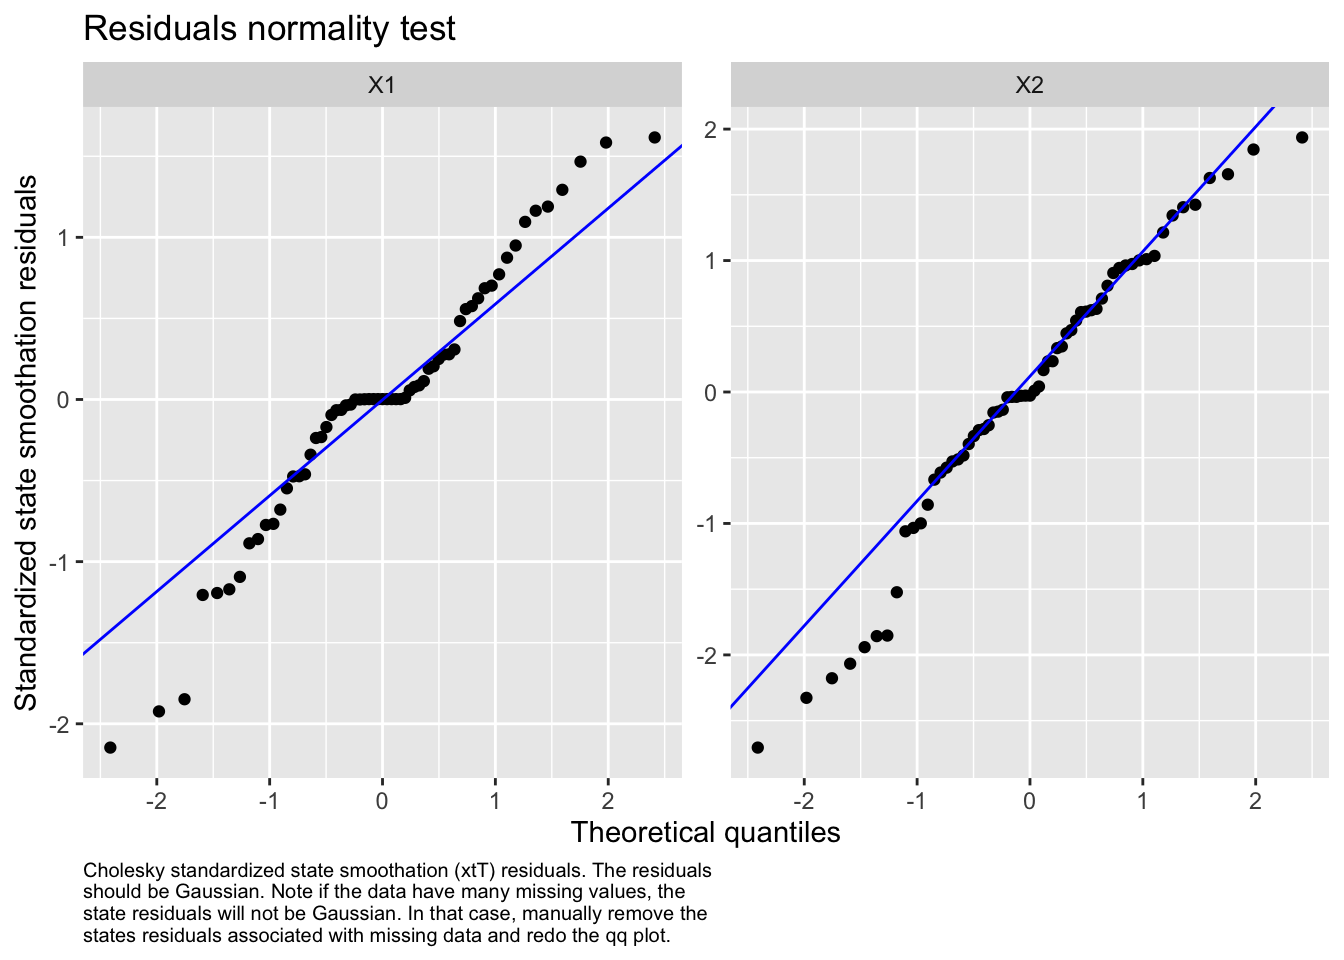 Residuals normality test
X1
X2
Standardized state smoothation residuals
1
0
-1
-2
2
1
0
-1
-2
-2 -1 0 1 2
-2 -1 0 1 2
Theoretical quantiles
Cholesky standardized state smoothation (xtT) residuals. The residuals
should be Gaussian. Note if the data have many missing values, the
state residuals will not be Gaussian. In that case, manually remove the
states residuals associated with missing data and redo the qq plot.